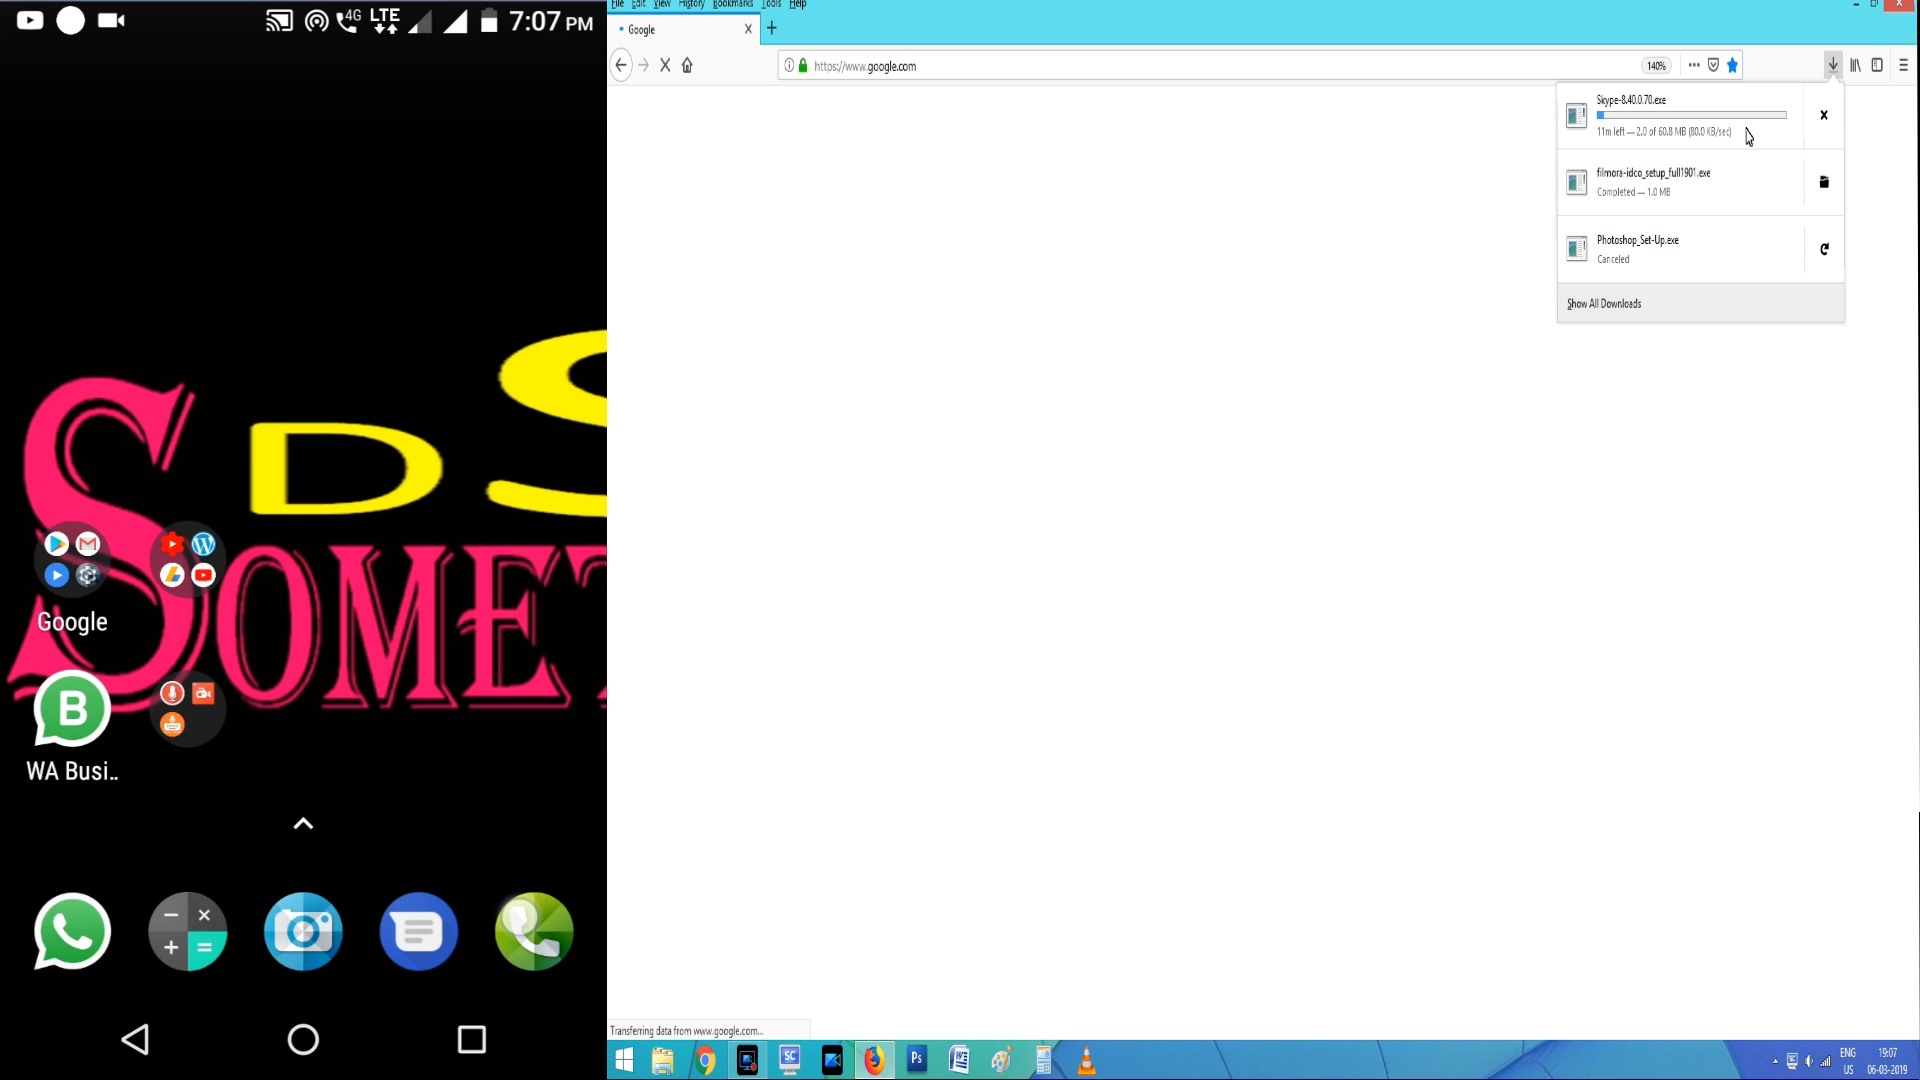 4G LTE 7:07 PM
DS
SOMET
Google
B
WA Busi..
File Edit View History Bookmarks Tools Help
Google
https://www.google.com
140%
Skype-8.40.0.70.exe
11m left — 2.0 of 60.8 MB (80.0 KB/sec)
filmora-idco_setup_full1901.exe
Completed — 1.0 MB
Photoshop_Set-Up.exe
Canceled
Show All Downloads
Transferring data from www.google.com...
SC
Ps
W
ENG
US
19:07
06-03-2019